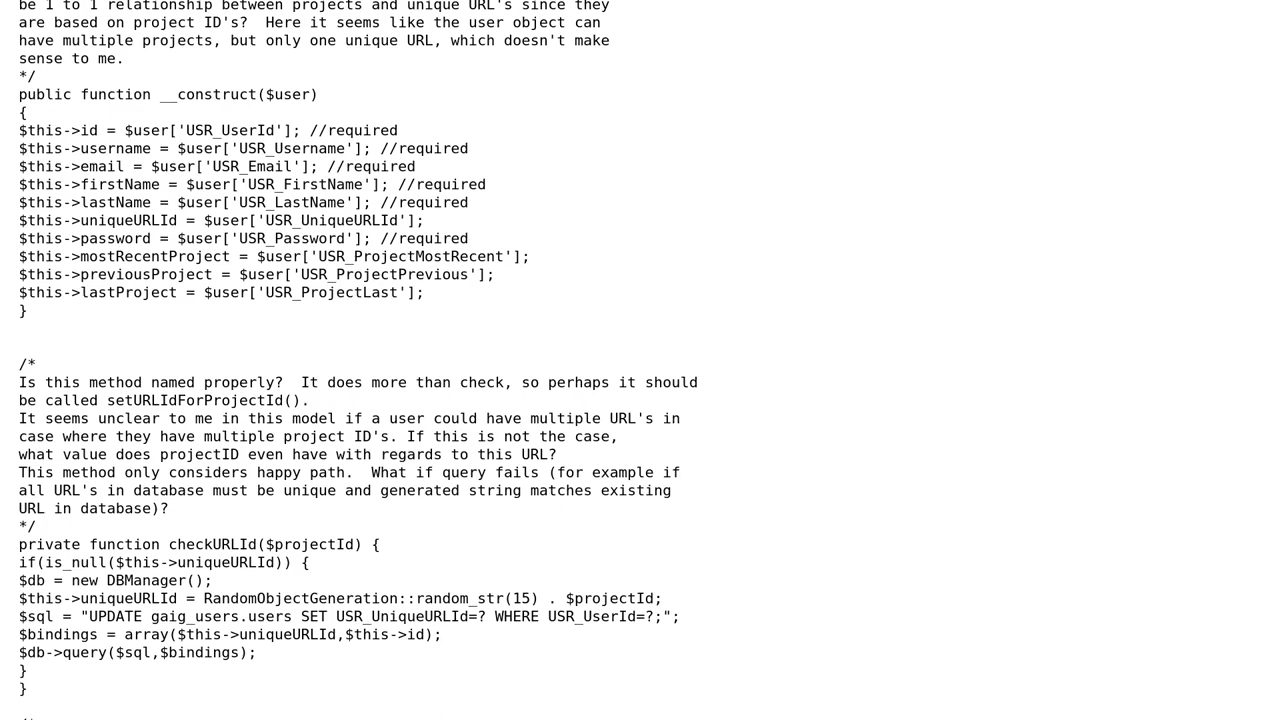 be 1 to 1 relationship between projects and unique URL's since they
are based on project ID's?  Here it seems like the user object can
have multiple projects, but only one unique URL, which doesn't make
sense to me.
*/
public function __construct($user)
{
$this->id = $user['USR_UserId']; //required
$this->username = $user['USR_Username']; //required
$this->email = $user['USR_Email']; //required
$this->firstName = $user['USR_FirstName']; //required
$this->lastName = $user['USR_LastName']; //required
$this->uniqueURLId = $user['USR_UniqueURLId'];
$this->password = $user['USR_Password']; //required
$this->mostRecentProject = $user['USR_ProjectMostRecent'];
$this->previousProject = $user['USR_ProjectPrevious'];
$this->lastProject = $user['USR_ProjectLast'];
}
/*
Is this method named properly?  It does more than check, so perhaps it should
be called setURLIdForProjectId().
It seems unclear to me in this model if a user could have multiple URL's in
case where they have multiple project ID's. If this is not the case,
what value does projectID even have with regards to this URL?
This method only considers happy path.  What if query fails (for example if
all URL's in database must be unique and generated string matches existing
URL in database)?
*/
private function checkURLId($projectId) {
if(is_null($this->uniqueURLId)) {
$db = new DBManager();
$this->uniqueURLId = RandomObjectGeneration::random_str(15) . $projectId;
$sql = "UPDATE gaig_users.users SET USR_UniqueURLId=? WHERE USR_UserId=?;";
$bindings = array($this->uniqueURLId,$this->id);
$db->query($sql,$bindings);
}
}